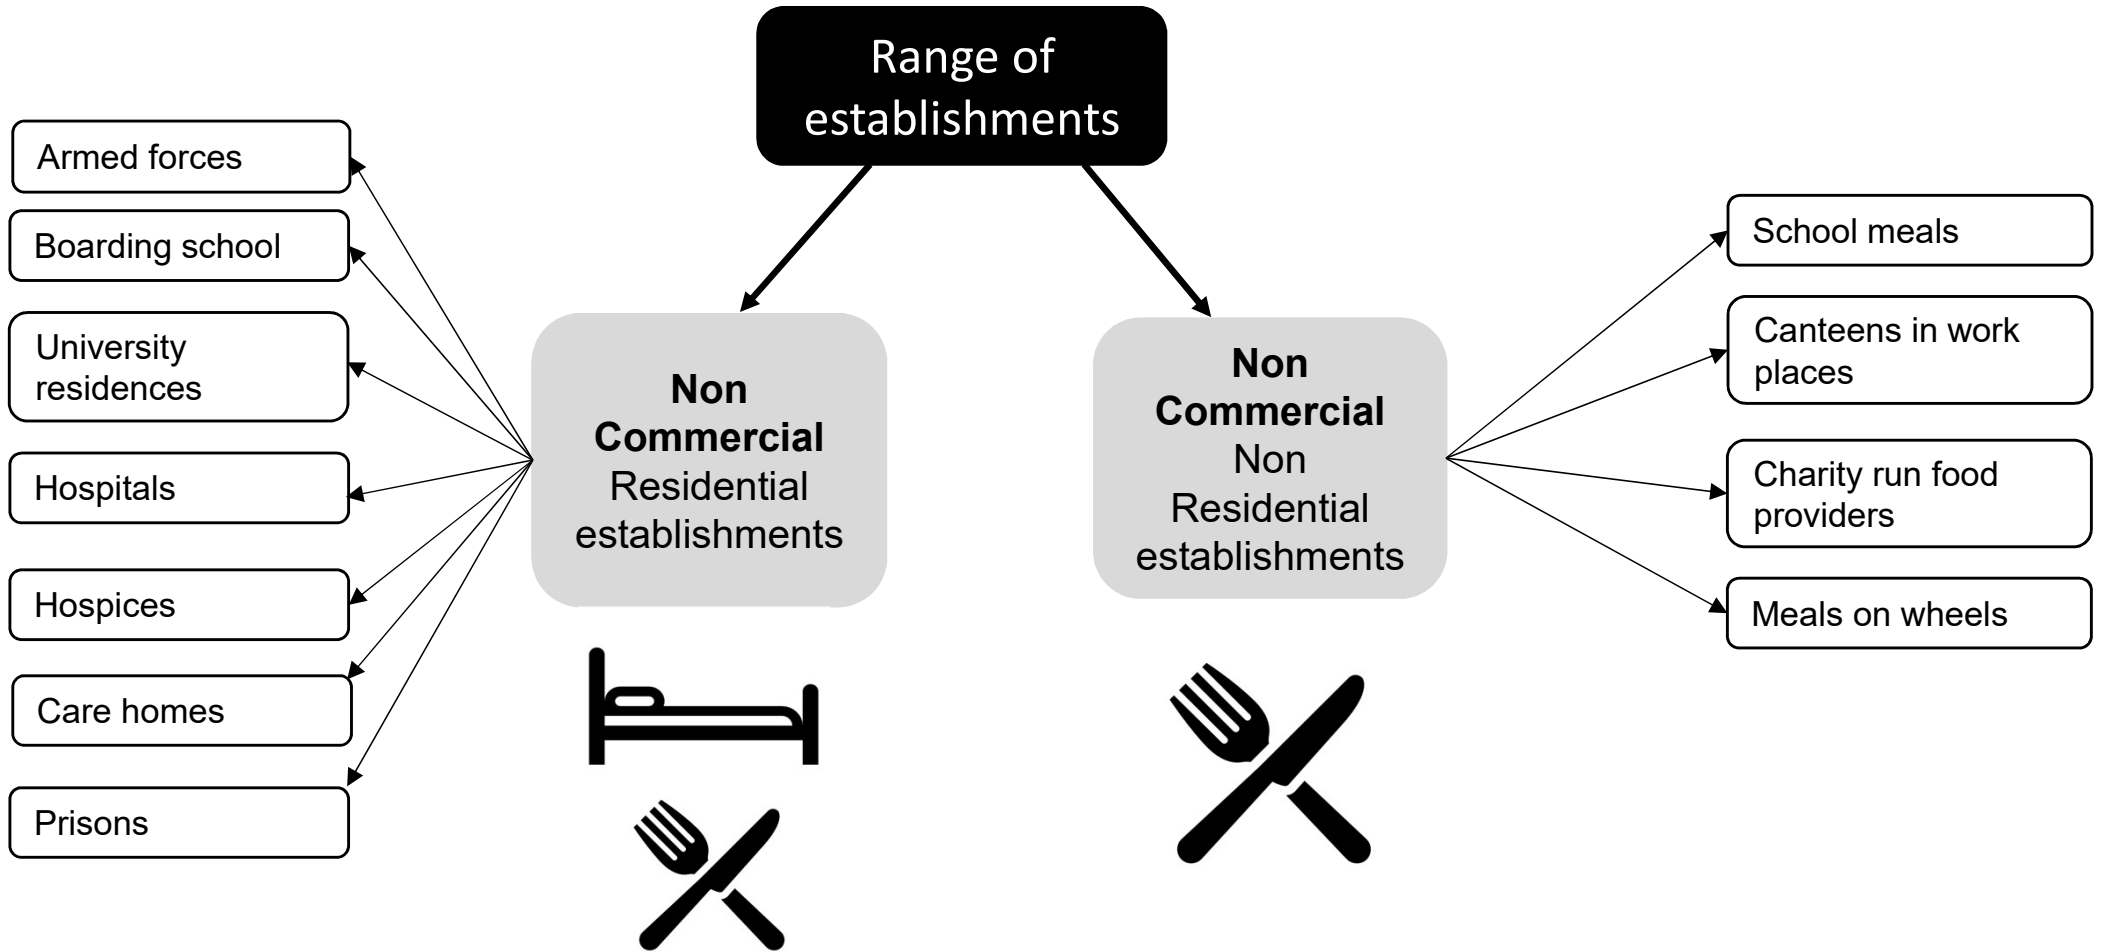 Range of
establishments
Armed forces
Boarding school
University
residences
Hospitals
Hospices
Care homes
Prisons
Non
Commercial
Residential
establishments
Non
Commercial
Non
Residential
establishments
School meals
Canteens in work
places
Charity run food
providers
Meals on wheels